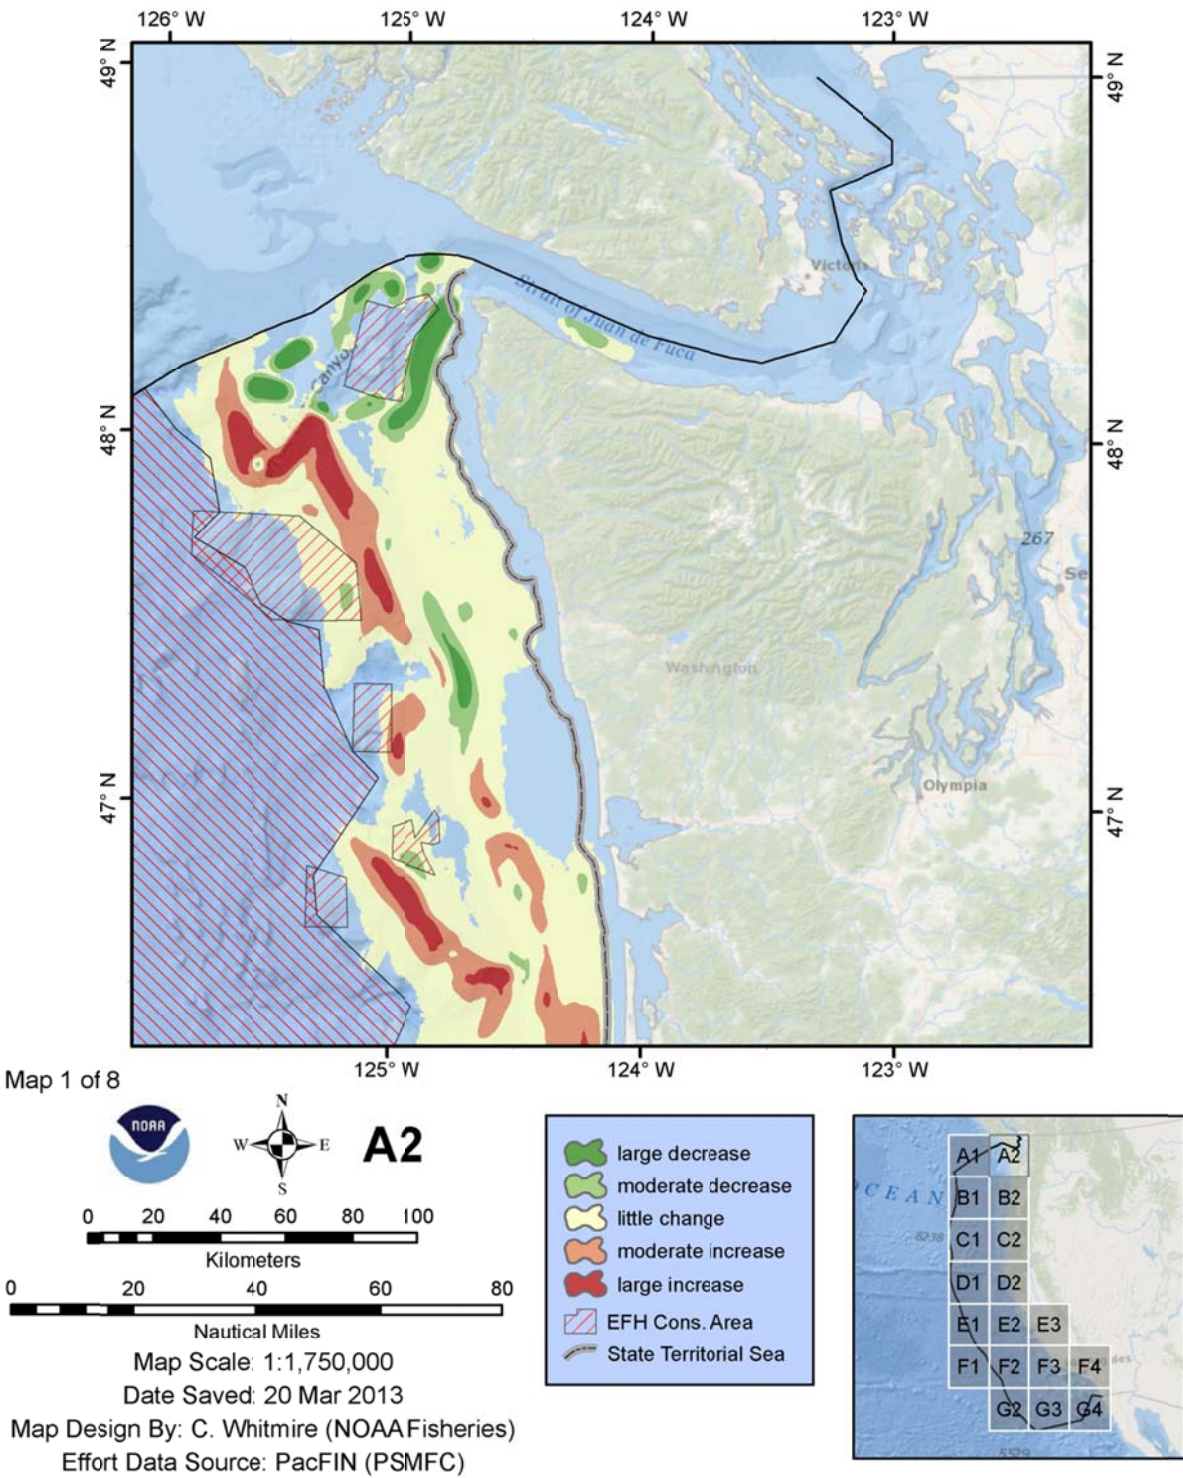 126° W 125° W 124° W 123° W
49° N 49° N
Victoria
Strait of Juan de Fuca
Canyo
48° N 48° N
267
Se
Washington
47° N 47° N
Olympia
125° W 124° W 123° W
Map 1 of 8
NOAA
N
W E
S
A2
0 20 40 60 80 100
Kilometers
0 20 40 60 80
Nautical Miles
Map Scale: 1:1,750,000
Date Saved: 20 Mar 2013
Map Design By: C. Whitmire (NOAA Fisheries)
Effort Data Source: PacFIN (PSMFC)
large decrease
moderate decrease
little change
moderate increase
large increase
EFH Cons. Area
State Territorial Sea
A1 A2
OCEAN
B1 B2
8238
C1 C2
D1 D2
E1 E2 E3
F1 F2 F3 F4
G2 G3 G4